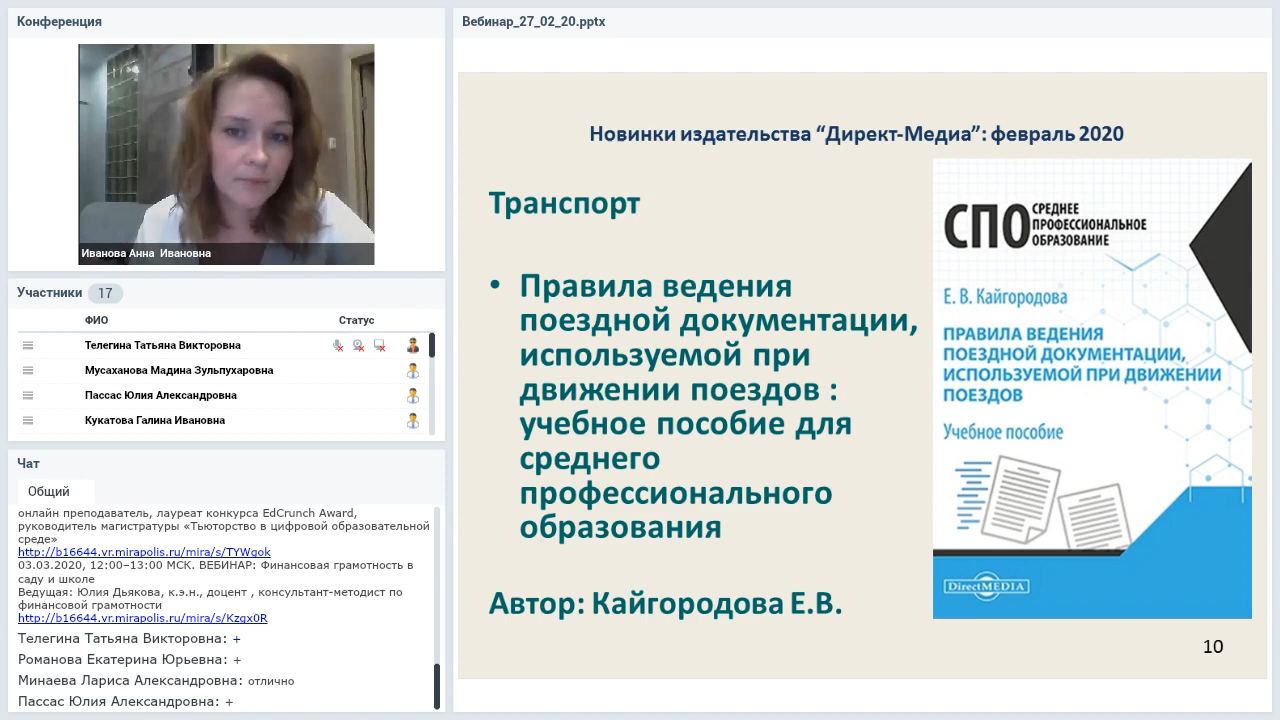 Конференция
Иванова Анна  Ивановна
Участники 17
ФИО Статус
Телегина Татьяна Викторовна
Мусаханова Мадина Зульпухаровна
Пассас Юлия Александровна
Кукатова Галина Ивановна
Чат
Общий
онлайн преподаватель, лауреат конкурса EdCrunch Award,
руководитель магистратуры «Тьюторство в цифровой образовательной
среде»
http://b16644.vr.mirapolis.ru/mira/s/TYWgok
03.03.2020, 12:00–13:00 МСК. ВЕБИНАР: Финансовая грамотность в
саду и школе
Ведущая: Юлия Дьякова, к.э.н., доцент , консультант-методист по
финансовой грамотности
http://b16644.vr.mirapolis.ru/mira/s/Kzgx0R
Телегина Татьяна Викторовна: +
Романова Екатерина Юрьевна: +
Минаева Лариса Александровна: отлично
Пассас Юлия Александровна: +
Вебинар_27_02_20.pptx
Новинки издательства “Директ-Медиа”: февраль 2020
Транспорт
• Правила ведения
поездной документации,
используемой при
движении поездов :
учебное пособие для
среднего
профессионального
образования
Автор: Кайгородова Е.В.
СПО СРЕДНЕЕ
ПРОФЕССИОНАЛЬНОЕ
ОБРАЗОВАНИЕ
Е. В. Кайгородова
ПРАВИЛА ВЕДЕНИЯ
ПОЕЗДНОЙ ДОКУМЕНТАЦИИ,
ИСПОЛЬЗУЕМОЙ ПРИ ДВИЖЕНИИ
ПОЕЗДОВ
Учебное пособие
DirectMEDIA
10